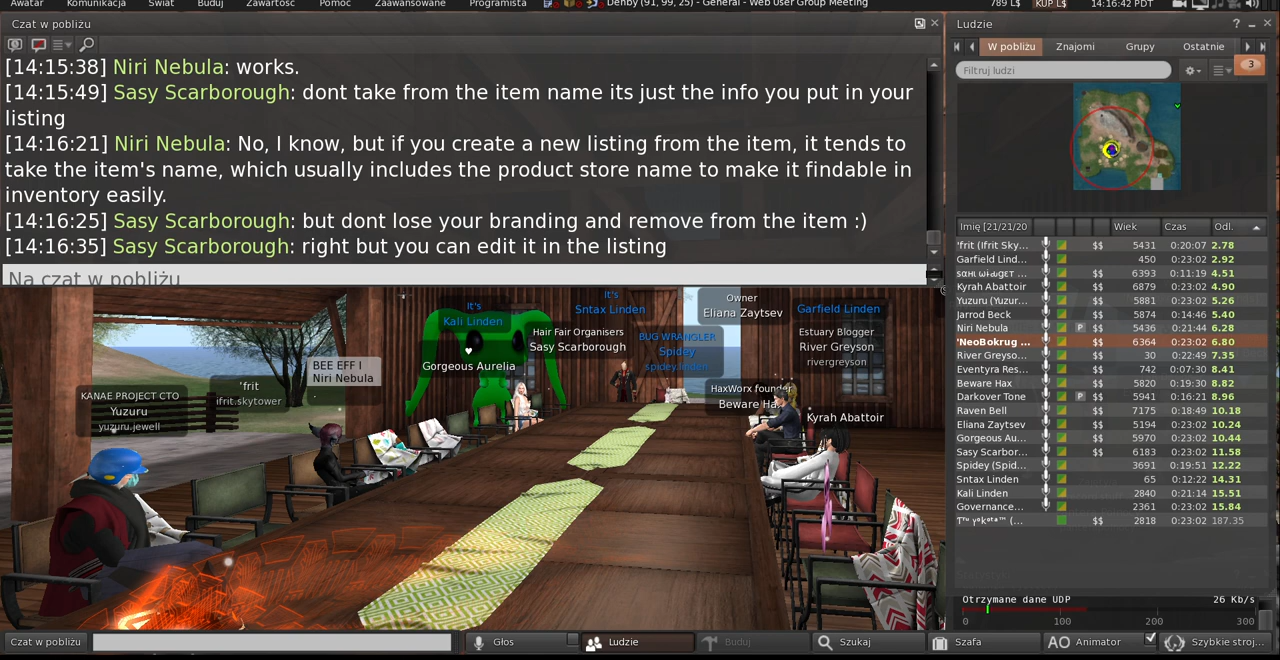 Awatar Komunikacja Świat Buduj Zawartość Pomoc Zaawansowane Programista Denby (91, 99, 25) - General - Web User Group Meeting 789 L$ KUP L$ 14:16:42 PDT
Czat w pobliżu
[14:15:38] Niri Nebula: works.
[14:15:49] Sasy Scarborough: dont take from the item name its just the info you put in your
listing
[14:16:21] Niri Nebula: No, I know, but if you create a new listing from the item, it tends to
take the item's name, which usually includes the product store name to make it findable in
inventory easily.
[14:16:25] Sasy Scarborough: but dont lose your branding and remove from the item :)
[14:16:35] Sasy Scarborough: right but you can edit it in the listing
Na czat w pobliżu
Ludzie
W pobliżu Znajomi Grupy Ostatnie
3
Filtruj ludzi
Imię [21/21/20 Wiek Czas Odl.
'frit (Ifrit Sky... $$ 5431 0:20:07 2.78
Garfield Lind... 450 0:23:02 2.92
$$ 6393 0:11:19 4.51
Kyrah Abattoir $$ 6879 0:23:02 4.90
Yuzuru (Yuzur... $$ 5881 0:23:02 5.26
Jarrod Beck $$ 5874 0:14:46 5.40
Niri Nebula P $$ 5436 0:21:44 6.28
'NeoBokrug ... $$ 6364 0:23:02 6.80
River Greyso... 30 0:22:49 7.35
Eventyra Res... 742 0:07:30 8.41
Beware Hax $$ 5820 0:19:30 8.82
Darkover Tone P $$ 5941 0:16:21 8.96
Raven Bell $$ 7175 0:18:49 10.18
Eliana Zaytsev $$ 5194 0:23:02 10.24
Gorgeous Au... $$ 5970 0:23:02 10.44
Sasy Scarbor... $$ 6183 0:23:02 11.58
Spidey (Spid... 3691 0:19:51 12.22
Sntax Linden 65 0:12:22 14.31
Kali Linden 2840 0:21:14 15.51
Governance... 2361 0:23:02 15.84
$$ 2818 0:23:02 187.35
Otrzymane dane UDP 26 Kb/s
0 100 200 300
It's
Kali Linden
It's
Sntax Linden
Owner
Eliana Zaytsev
Garfield Linden
Hair Fair Organisers
Sasy Scarborough
BUG WRANGLER
Spidey
spidey.linden
Estuary Blogger
River Greyson
rivergreyson
Gorgeous Aurelia
BEE EFF I
Niri Nebula
'frit
ifrit.skytower
KANAE PROJECT CTO
Yuzuru
yuzuru.jewell
HaxWorx founder
Beware Ha
Kyrah Abattoir
Czat w pobliżu Głos Ludzie Buduj Szukaj Szafa AO Animator Szybkie stroj...